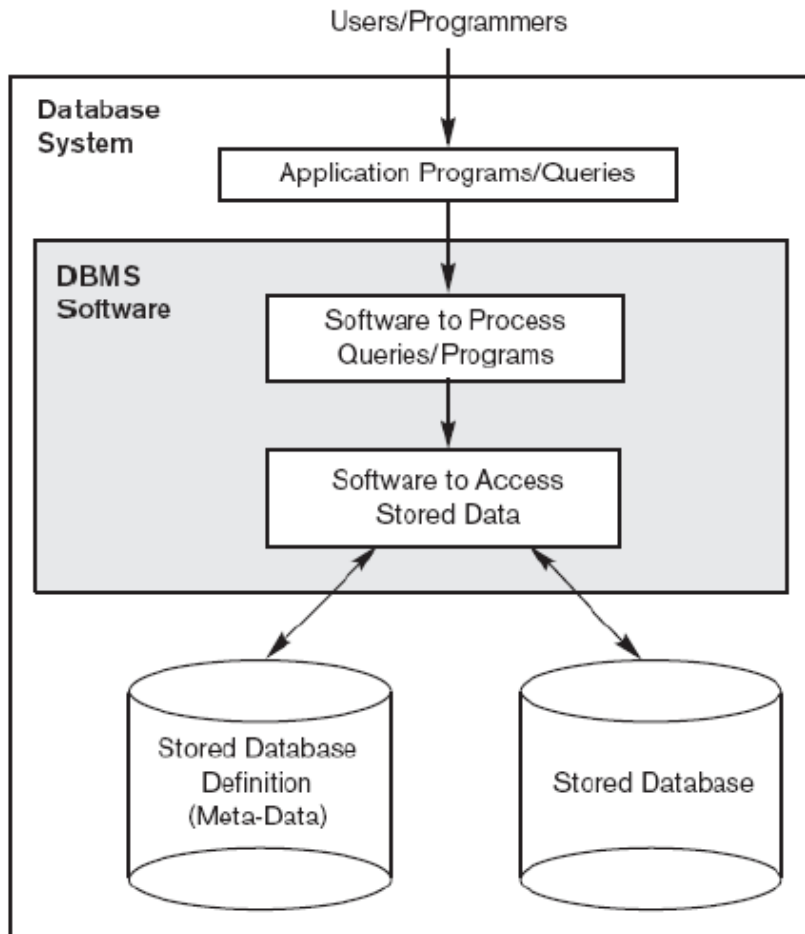 Users/Programmers
Database
System
Application Programs/Queries
DBMS
Software
Software to Process
Queries/Programs
Software to Access
Stored Data
Stored Database
Definition
(Meta-Data)
Stored Database